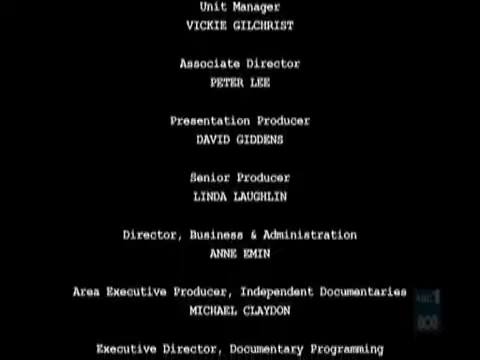 Unit Manager
VICKIE GILCHRIST
Associate Director
PETER LEE
Presentation Producer
DAVID GIDDENS
Senior Producer
LINDA LAUGHLIN
Director, Business & Administration
ANNE EMIN
Area Executive Producer, Independent Documentaries
MICHAEL CLAYDON
ABC1
Executive Director, Documentary Programming